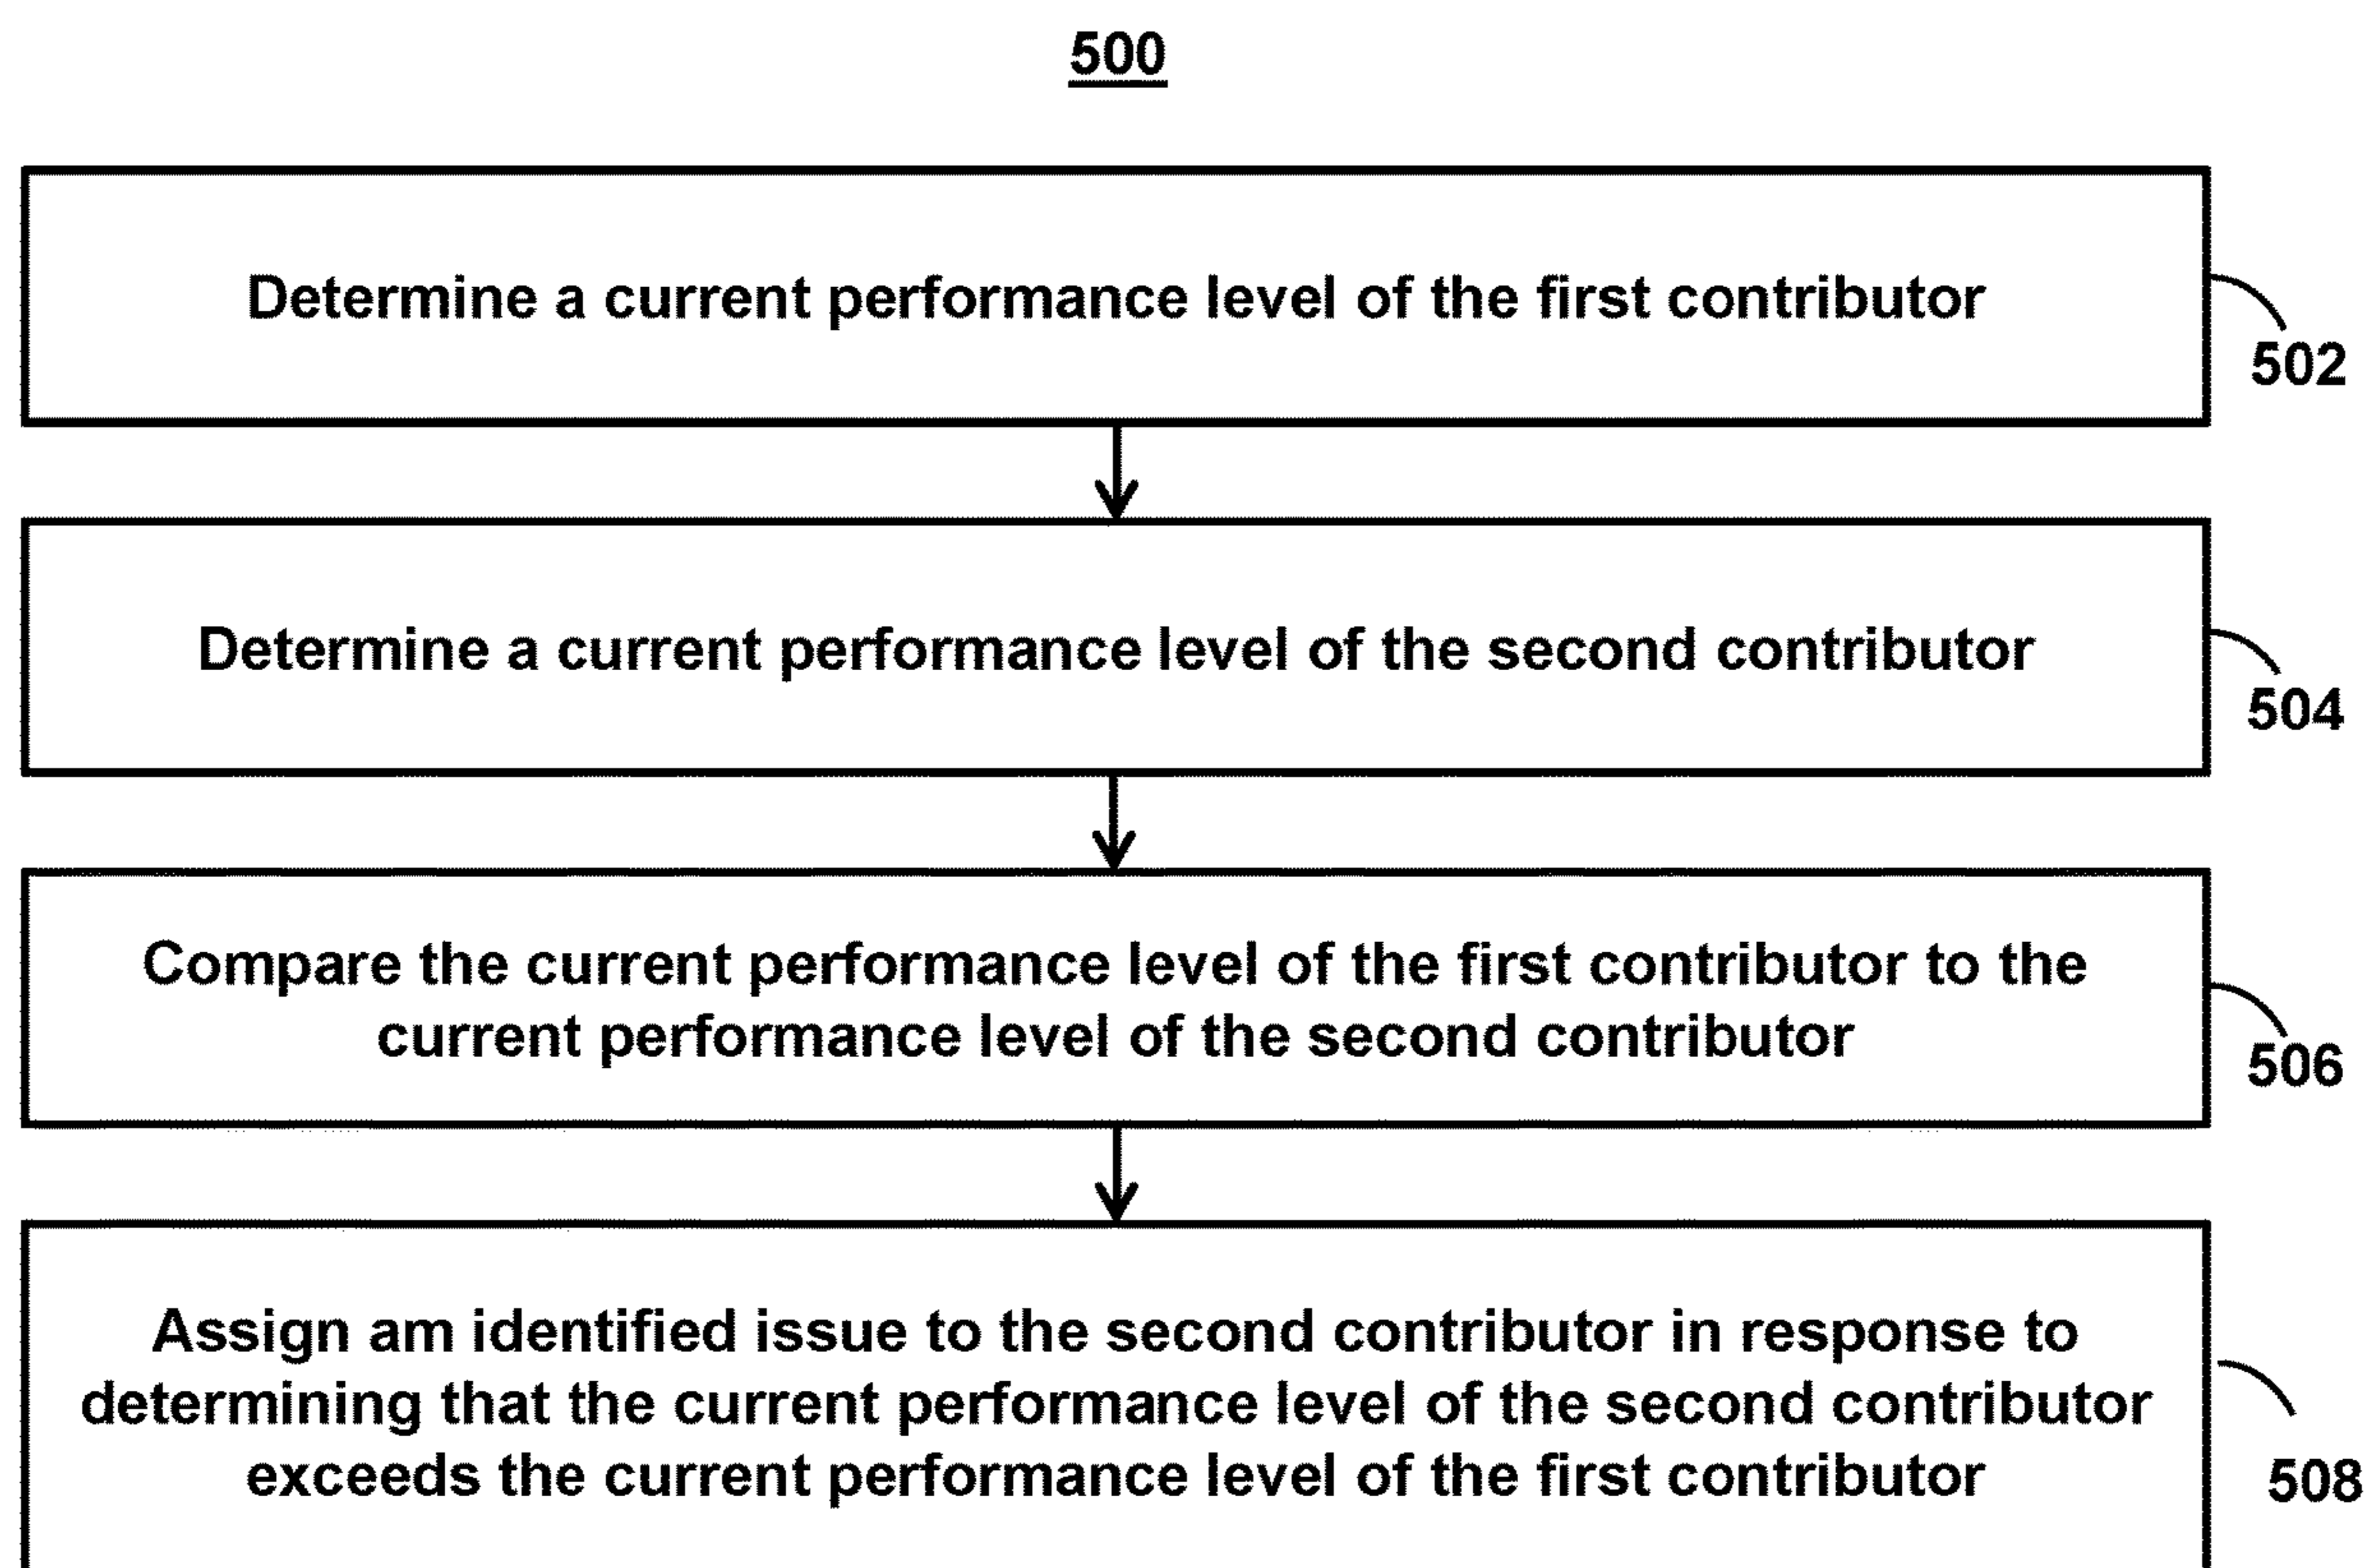 500
Determine a current performance level of the first contributor
502
Determine a current performance level of the second contributor
504
Compare the current performance level of the first contributor to the
current performance level of the second contributor
506
Assign am identified issue to the second contributor in response to
determining that the current performance level of the second contributor
exceeds the current performance level of the first contributor
508